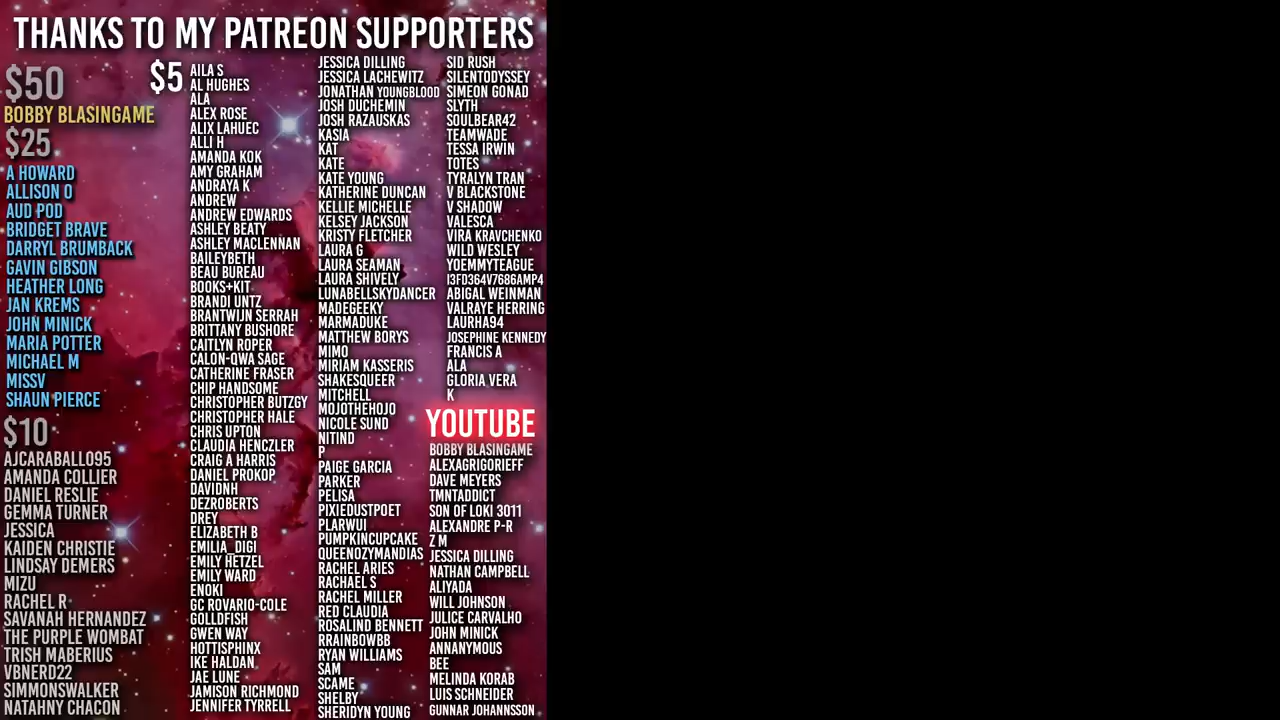 THANKS TO MY PATREON SUPPORTERS
$50
BOBBY BLASINGAME
$25
A HOWARD
ALLISON O
AUD POD
BRIDGET BRAVE
DARRYL BRUMBACK
GAVIN GIBSON
HEATHER LONG
JAN KREMS
JOHN MINICK
MARIA POTTER
MICHAEL M
MISSV
SHAUN PIERCE
$10
AJCARABALLO95
AMANDA COLLIER
DANIEL RESLIE
GEMMA TURNER
JESSICA
KAIDEN CHRISTIE
LINDSAY DEMERS
MIZU
RACHEL R
SAVANAH HERNANDEZ
THE PURPLE WOMBAT
TRISH MABERIUS
VBNERD22
SIMMONSWALKER
NATAHNY CHACON
$5
AILA S
AL HUGHES
ALA
ALEX ROSE
ALIX LAHUEC
ALLI H
AMANDA KOK
AMY GRAHAM
ANDRAYA K
ANDREW
ANDREW EDWARDS
ASHLEY BEATY
ASHLEY MACLENNAN
BAILEYBETH
BEAU BUREAU
BOOKS+KIT
BRANDI UNTZ
BRANTWIJN SERRAH
BRITTANY BUSHORE
CAITLYN ROPER
CALON-QWA SAGE
CATHERINE FRASER
CHIP HANDSOME
CHRISTOPHER BUTZGY
CHRISTOPHER HALE
CHRIS UPTON
CLAUDIA HENCZLER
CRAIG A HARRIS
DANIEL PROKOP
DAVIDNH
DEZROBERTS
DREY
ELIZABETH B
EMILIA_DIGI
EMILY HETZEL
EMILY WARD
ENOKI
GC ROVARIO-COLE
GOLLDFISH
GWEN WAY
HOTTISPHINX
IKE HALDAN
JAE LUNE
JAMISON RICHMOND
JENNIFER TYRRELL
JESSICA DILLING
JESSICA LACHEWITZ
JONATHAN YOUNGBLOOD
JOSH DUCHEMIN
JOSH RAZAUSKAS
KASIA
KAT
KATE
KATE YOUNG
KATHERINE DUNCAN
KELLIE MICHELLE
KELSEY JACKSON
KRISTY FLETCHER
LAURA G
LAURA SEAMAN
LAURA SHIVELY
LUNABELLSKYDANCER
MADEGEEKY
MARMADUKE
MATTHEW BORYS
MIMO
MIRIAM KASSERIS
SHAKESQUEER
MITCHELL
MOJOTHEHOJO
NICOLE SUND
NITIND
P
PAIGE GARCIA
PARKER
PELISA
PIXIEDUSTPOET
PLARWUI
PUMPKINCUPCAKE
QUEENOZYMANDIAS
RACHEL ARIES
RACHAEL S
RACHEL MILLER
RED CLAUDIA
ROSALIND BENNETT
RRAINBOWBB
RYAN WILLIAMS
SAM
SCAME
SHELBY
SHERIDYN YOUNG
SID RUSH
SILENTODYSSEY
SIMEON GONAD
SLYTH
SOULBEAR42
TEAMWADE
TESSA IRWIN
TOTES
TYRALYN TRAN
V BLACKSTONE
V SHADOW
VALESCA
VIRA KRAVCHENKO
WILD WESLEY
YOEMMYTEAGUE
I3FD364V7686AMP4
ABIGAL WEINMAN
VALRAYE HERRING
LAURHA94
JOSEPHINE KENNEDY
FRANCIS A
ALA
GLORIA VERA
K
YOUTUBE
BOBBY BLASINGAME
ALEXAGRIGORIEFF
DAVE MEYERS
TMNTADDICT
SON OF LOKI 3011
ALEXANDRE P-R
Z M
JESSICA DILLING
NATHAN CAMPBELL
ALIYADA
WILL JOHNSON
JULICE CARVALHO
JOHN MINICK
ANNANYMOUS
BEE
MELINDA KORAB
LUIS SCHNEIDER
GUNNAR JOHANNSSON